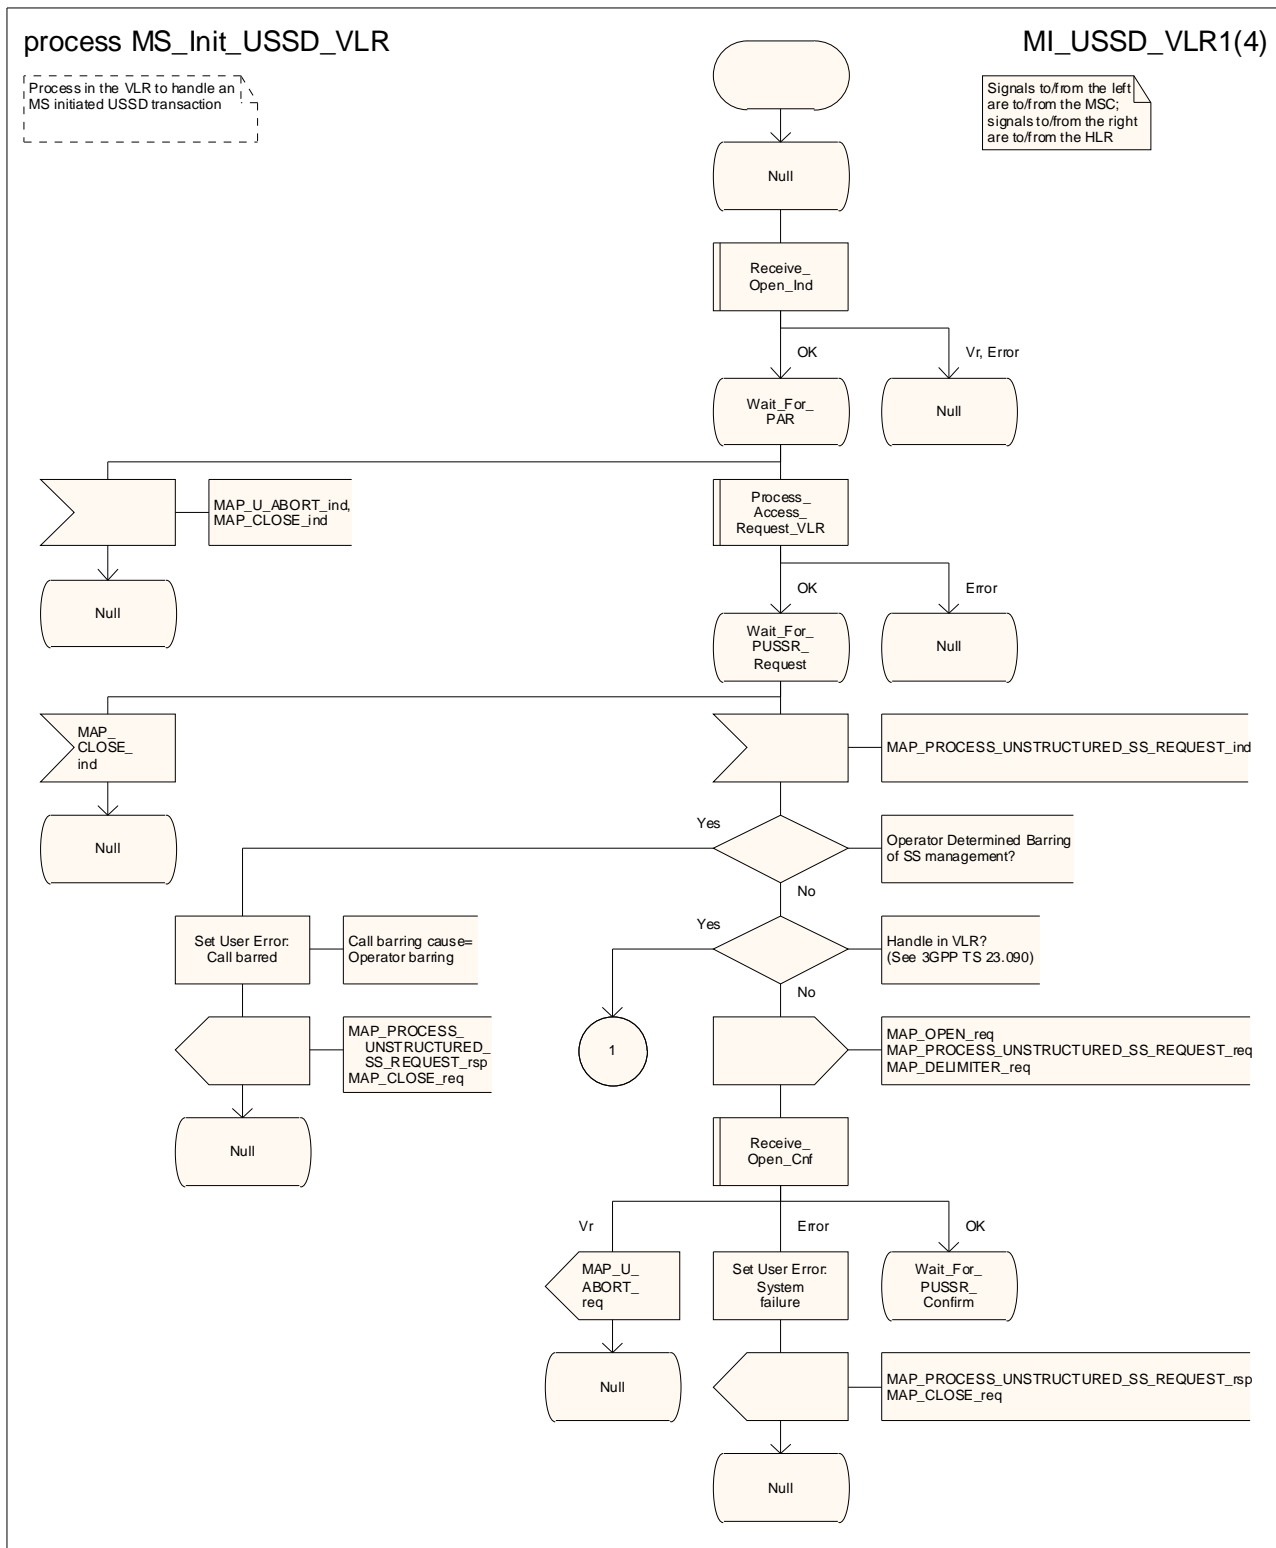 process MS_Init_USSD_VLR
MI_USSD_VLR1(4)
Process in the VLR to handle an
MS initiated USSD transaction
Signals to/from the left
are to/from the MSC;
signals to/from the right
are to/from the HLR
Null
Receive_
Open_Ind
OK
Vr, Error
Wait_For_
PAR
Null
MAP_U_ABORT_ind,
MAP_CLOSE_ind
Process_
Access_
Request_VLR
Null
OK
Error
Wait_For_
PUSSR_
Request
Null
MAP_
CLOSE_
ind
MAP_PROCESS_UNSTRUCTURED_SS_REQUEST_ind
Null
Yes
Operator Determined Barring
of SS management?
No
Set User Error:
Call barred
Call barring cause=
Operator barring
Yes
Handle in VLR?
(See 3GPP TS 23.090)
No
MAP_PROCESS_
UNSTRUCTURED_
SS_REQUEST_rsp
MAP_CLOSE_req
1
MAP_OPEN_req
MAP_PROCESS_UNSTRUCTURED_SS_REQUEST_req
MAP_DELIMITER_req
Null
Receive_
Open_Cnf
Vr
Error
OK
MAP_U_
ABORT_
req
Set User Error:
System
failure
Wait_For_
PUSSR_
Confirm
Null
MAP_PROCESS_UNSTRUCTURED_SS_REQUEST_rsp
MAP_CLOSE_req
Null